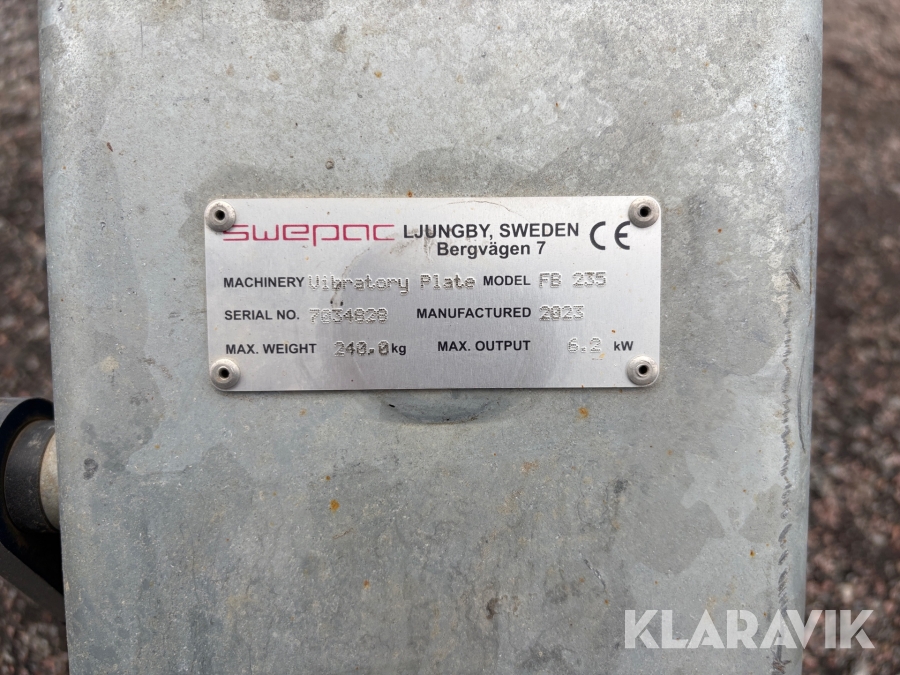 swepac LJUNGBY, SWEDEN CE
Bergvägen 7
MACHINERY Vibratory Plate MODEL FB 235
SERIAL NO. 7034828 MANUFACTURED 2023
MAX. WEIGHT 240,0kg MAX. OUTPUT 6.2 kW
KLARAVIK